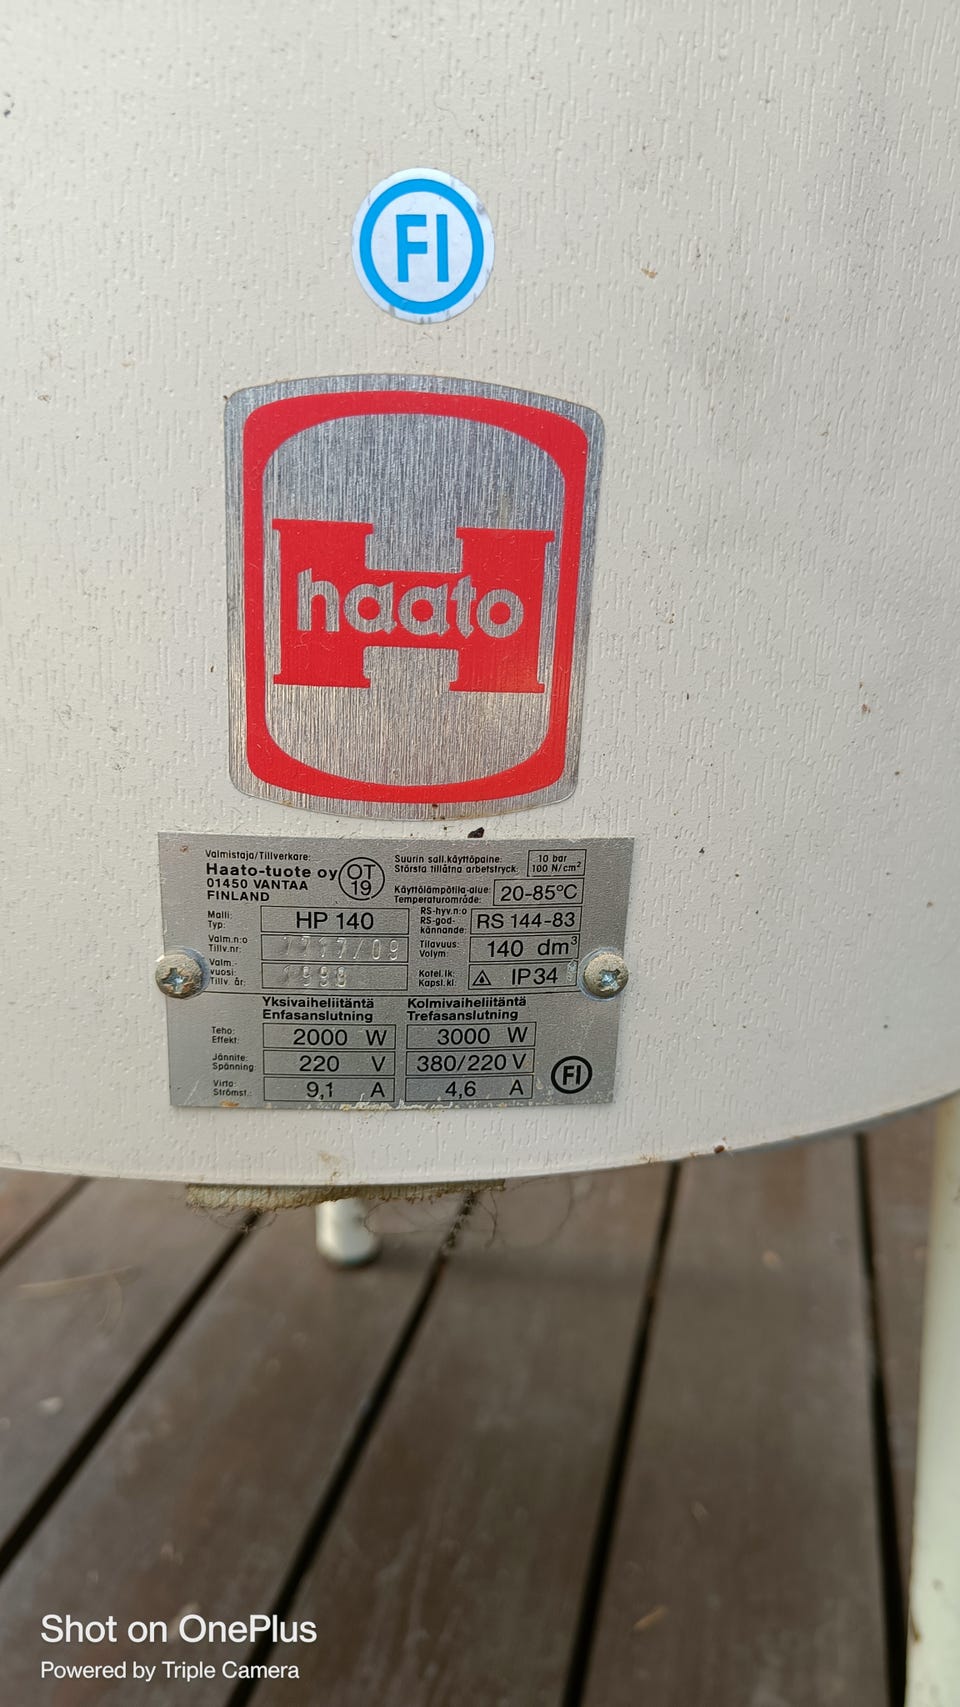 FI
haato
Valmistaja/Tillverkare:
Haato-tuote oy
01450 VANTAA
FINLAND
OT
19
Suurin sall.käyttöpaine:
Största tillåtna arbetstryck:
10 bar
100 N/cm²
Käyttölämpötila-alue:
Temperaturområde:
20-85°C
Malli:
Typ:
HP 140
RS-hyv.n:o
RS-god-
kännande:
RS 144-83
Valm.n:o
Tillv.nr:
/09
Tilavuus:
Volym:
140 dm³
Valm.-
vuosi:
Tillv. år:
Kotel.lk:
Kapsl.kl:
IP34
Yksivaiheliitäntä
Enfasanslutning
Kolmivaiheliitäntä
Trefasanslutning
Teho:
Effekt:
2000 W
3000 W
Jännite:
Spänning:
220 V
380/220 V
Virta:
Strömst.:
9,1 A
4,6 A
FI
Shot on OnePlus
Powered by Triple Camera